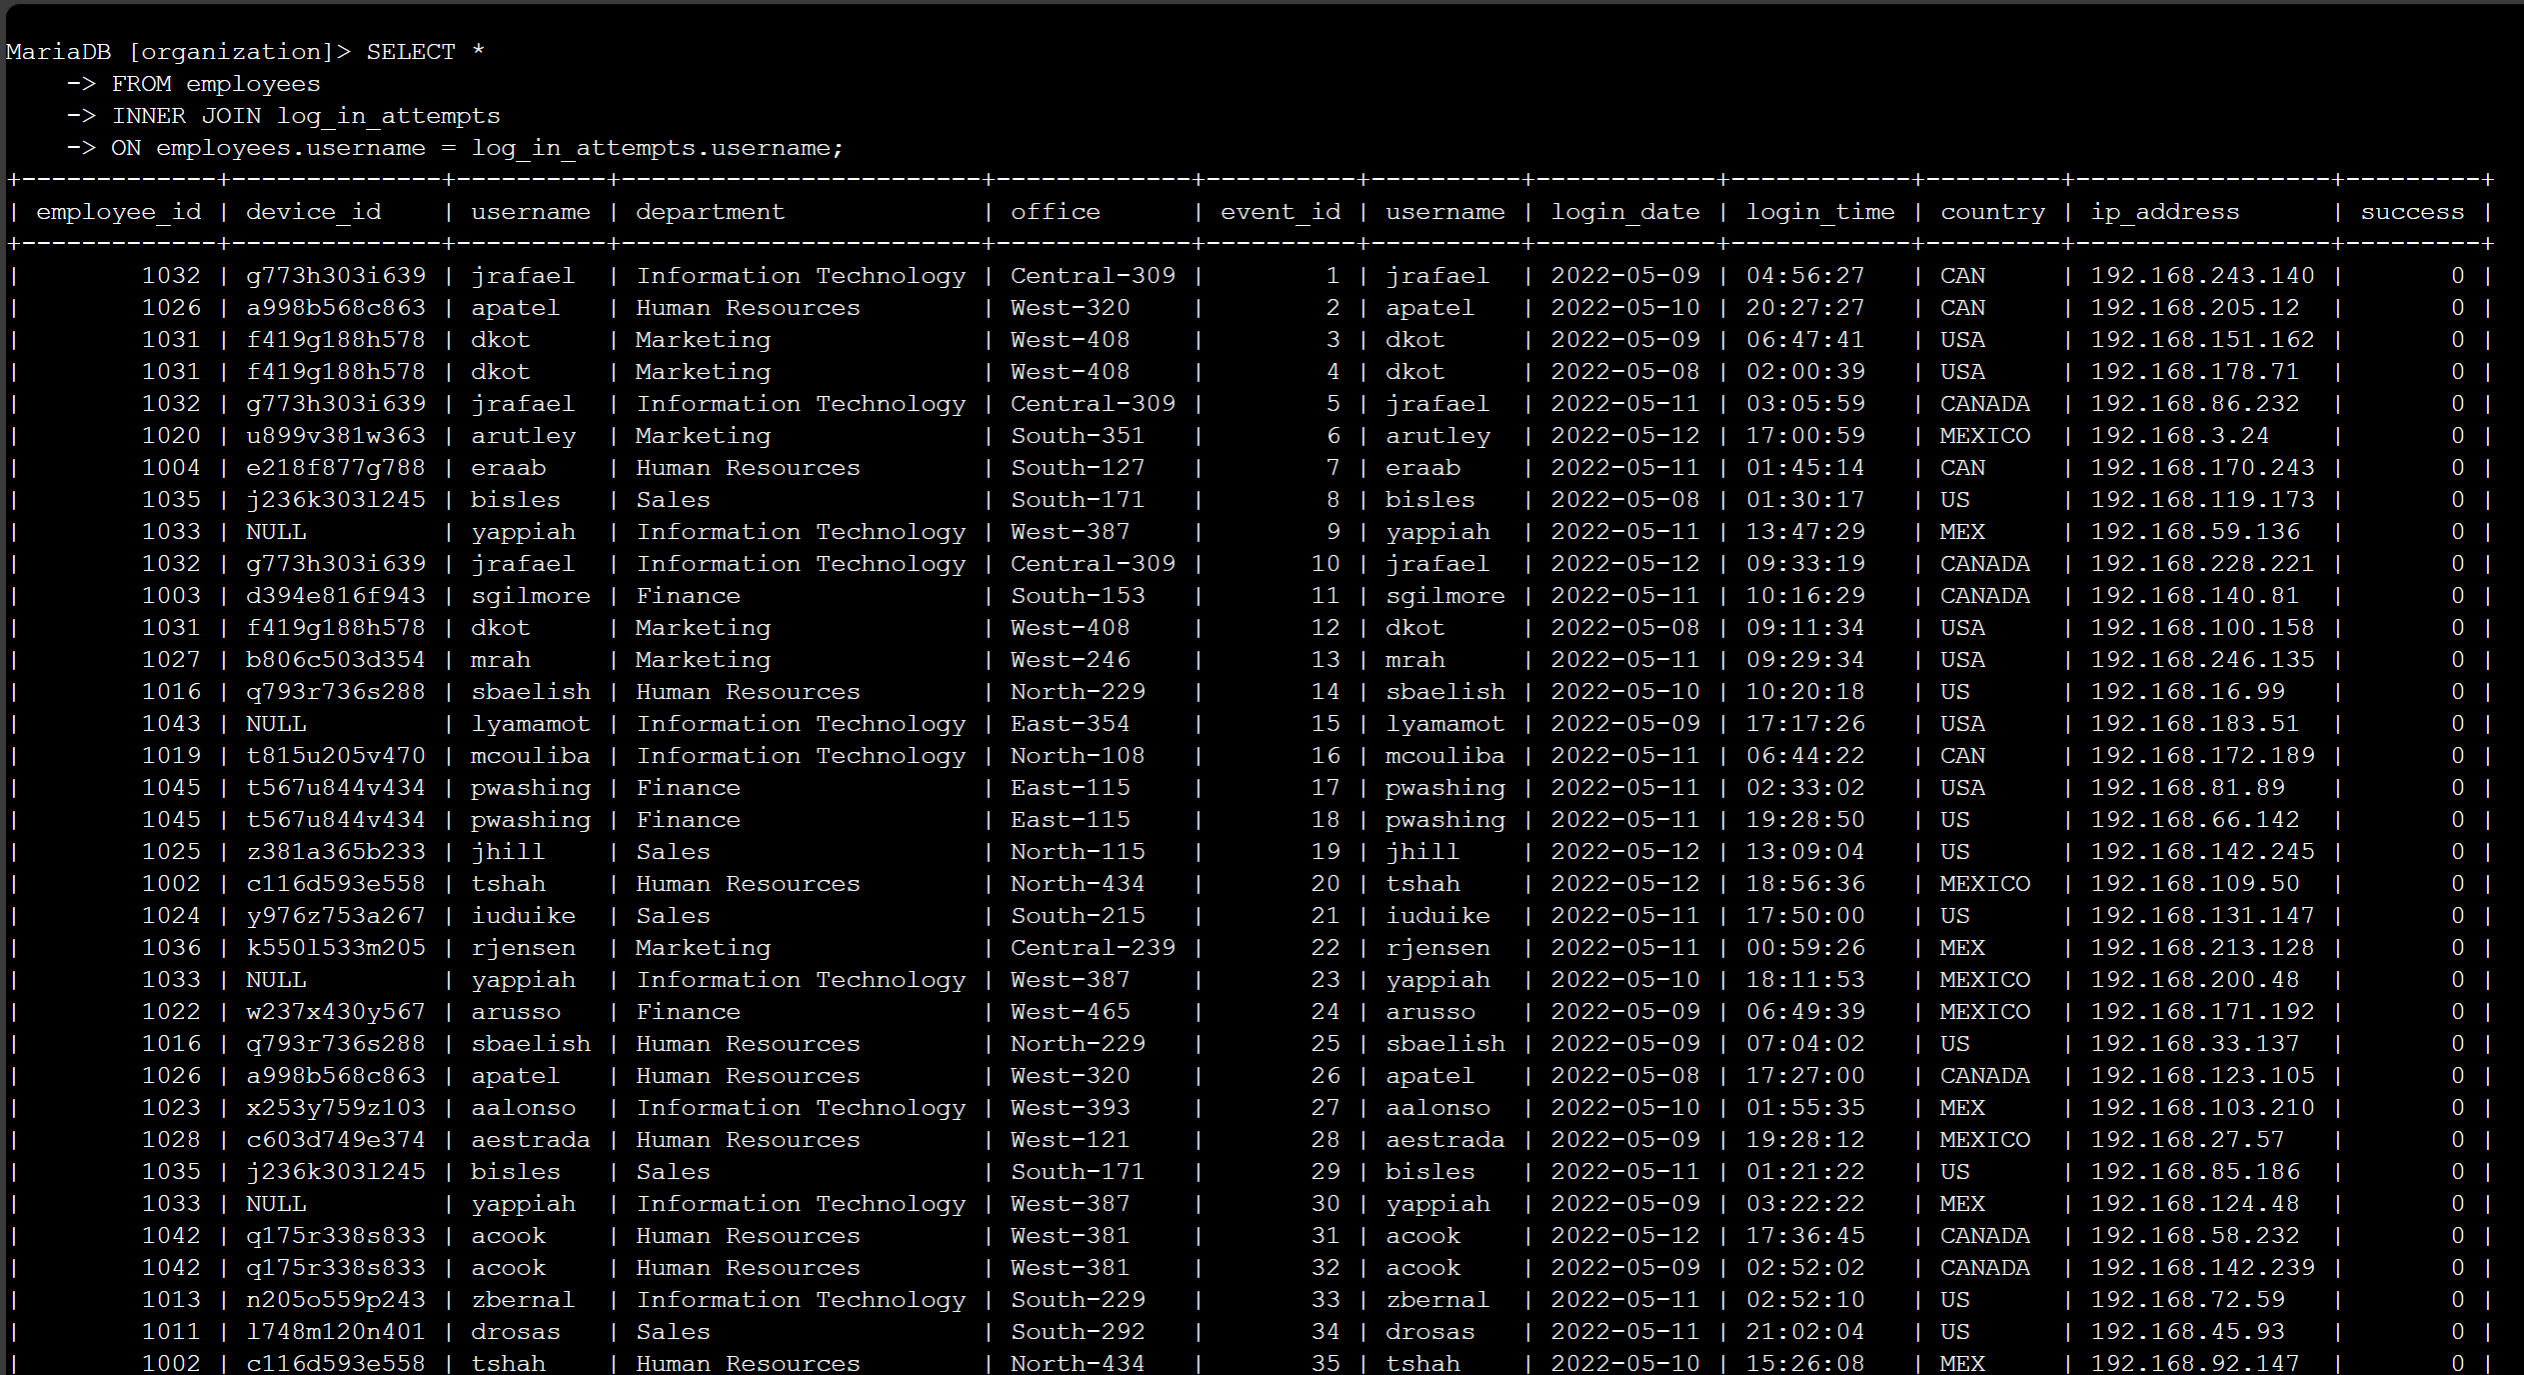 MariaDB [organization]> SELECT *
    -> FROM employees
    -> INNER JOIN log_in_attempts
    -> ON employees.username = log_in_attempts.username;
+-------------+--------------+----------+------------------------+-------------+----------+----------+------------+------------+---------+-----------------+---------+
| employee_id | device_id    | username | department             | office      | event_id | username | login_date | login_time | country | ip_address      | success |
+-------------+--------------+----------+------------------------+-------------+----------+----------+------------+------------+---------+-----------------+---------+
|        1032 | g773h303i639 | jrafael  | Information Technology | Central-309 |        1 | jrafael  | 2022-05-09 | 04:56:27   | CAN     | 192.168.243.140 |       0 |
|        1026 | a998b568c863 | apatel   | Human Resources        | West-320    |        2 | apatel   | 2022-05-10 | 20:27:27   | CAN     | 192.168.205.12  |       0 |
|        1031 | f419g188h578 | dkot     | Marketing              | West-408    |        3 | dkot     | 2022-05-09 | 06:47:41   | USA     | 192.168.151.162 |       0 |
|        1031 | f419g188h578 | dkot     | Marketing              | West-408    |        4 | dkot     | 2022-05-08 | 02:00:39   | USA     | 192.168.178.71  |       0 |
|        1032 | g773h303i639 | jrafael  | Information Technology | Central-309 |        5 | jrafael  | 2022-05-11 | 03:05:59   | CANADA  | 192.168.86.232  |       0 |
|        1020 | u899v381w363 | arutley  | Marketing              | South-351   |        6 | arutley  | 2022-05-12 | 17:00:59   | MEXICO  | 192.168.3.24    |       0 |
|        1004 | e218f877g788 | eraab    | Human Resources        | South-127   |        7 | eraab    | 2022-05-11 | 01:45:14   | CAN     | 192.168.170.243 |       0 |
|        1035 | j236k303l245 | bisles   | Sales                  | South-171   |        8 | bisles   | 2022-05-08 | 01:30:17   | US      | 192.168.119.173 |       0 |
|        1033 | NULL         | yappiah  | Information Technology | West-387    |        9 | yappiah  | 2022-05-11 | 13:47:29   | MEX     | 192.168.59.136  |       0 |
|        1032 | g773h303i639 | jrafael  | Information Technology | Central-309 |       10 | jrafael  | 2022-05-12 | 09:33:19   | CANADA  | 192.168.228.221 |       0 |
|        1003 | d394e816f943 | sgilmore | Finance                | South-153   |       11 | sgilmore | 2022-05-11 | 10:16:29   | CANADA  | 192.168.140.81  |       0 |
|        1031 | f419g188h578 | dkot     | Marketing              | West-408    |       12 | dkot     | 2022-05-08 | 09:11:34   | USA     | 192.168.100.158 |       0 |
|        1027 | b806c503d354 | mrah     | Marketing              | West-246    |       13 | mrah     | 2022-05-11 | 09:29:34   | USA     | 192.168.246.135 |       0 |
|        1016 | q793r736s288 | sbaelish | Human Resources        | North-229   |       14 | sbaelish | 2022-05-10 | 10:20:18   | US      | 192.168.16.99   |       0 |
|        1043 | NULL         | lyamamot | Information Technology | East-354    |       15 | lyamamot | 2022-05-09 | 17:17:26   | USA     | 192.168.183.51  |       0 |
|        1019 | t815u205v470 | mcouliba | Information Technology | North-108   |       16 | mcouliba | 2022-05-11 | 06:44:22   | CAN     | 192.168.172.189 |       0 |
|        1045 | t567u844v434 | pwashing | Finance                | East-115    |       17 | pwashing | 2022-05-11 | 02:33:02   | USA     | 192.168.81.89   |       0 |
|        1045 | t567u844v434 | pwashing | Finance                | East-115    |       18 | pwashing | 2022-05-11 | 19:28:50   | US      | 192.168.66.142  |       0 |
|        1025 | z381a365b233 | jhill    | Sales                  | North-115   |       19 | jhill    | 2022-05-12 | 13:09:04   | US      | 192.168.142.245 |       0 |
|        1002 | c116d593e558 | tshah    | Human Resources        | North-434   |       20 | tshah    | 2022-05-12 | 18:56:36   | MEXICO  | 192.168.109.50  |       0 |
|        1024 | y976z753a267 | iuduike  | Sales                  | South-215   |       21 | iuduike  | 2022-05-11 | 17:50:00   | US      | 192.168.131.147 |       0 |
|        1036 | k550l533m205 | rjensen  | Marketing              | Central-239 |       22 | rjensen  | 2022-05-11 | 00:59:26   | MEX     | 192.168.213.128 |       0 |
|        1033 | NULL         | yappiah  | Information Technology | West-387    |       23 | yappiah  | 2022-05-10 | 18:11:53   | MEXICO  | 192.168.200.48  |       0 |
|        1022 | w237x430y567 | arusso   | Finance                | West-465    |       24 | arusso   | 2022-05-09 | 06:49:39   | MEXICO  | 192.168.171.192 |       0 |
|        1016 | q793r736s288 | sbaelish | Human Resources        | North-229   |       25 | sbaelish | 2022-05-09 | 07:04:02   | US      | 192.168.33.137  |       0 |
|        1026 | a998b568c863 | apatel   | Human Resources        | West-320    |       26 | apatel   | 2022-05-08 | 17:27:00   | CANADA  | 192.168.123.105 |       0 |
|        1023 | x253y759z103 | aalonso  | Information Technology | West-393    |       27 | aalonso  | 2022-05-10 | 01:55:35   | MEX     | 192.168.103.210 |       0 |
|        1028 | c603d749e374 | aestrada | Human Resources        | West-121    |       28 | aestrada | 2022-05-09 | 19:28:12   | MEXICO  | 192.168.27.57   |       0 |
|        1035 | j236k303l245 | bisles   | Sales                  | South-171   |       29 | bisles   | 2022-05-11 | 01:21:22   | US      | 192.168.85.186  |       0 |
|        1033 | NULL         | yappiah  | Information Technology | West-387    |       30 | yappiah  | 2022-05-09 | 03:22:22   | MEX     | 192.168.124.48  |       0 |
|        1042 | q175r338s833 | acook    | Human Resources        | West-381    |       31 | acook    | 2022-05-12 | 17:36:45   | CANADA  | 192.168.58.232  |       0 |
|        1042 | q175r338s833 | acook    | Human Resources        | West-381    |       32 | acook    | 2022-05-09 | 02:52:02   | CANADA  | 192.168.142.239 |       0 |
|        1013 | n205o559p243 | zbernal  | Information Technology | South-229   |       33 | zbernal  | 2022-05-11 | 02:52:10   | US      | 192.168.72.59   |       0 |
|        1011 | l748m120n401 | drosas   | Sales                  | South-292   |       34 | drosas   | 2022-05-11 | 21:02:04   | US      | 192.168.45.93   |       0 |
|        1002 | c116d593e558 | tshah    | Human Resources        | North-434   |       35 | tshah    | 2022-05-10 | 15:26:08   | MEX     | 192.168.92.147  |       0 |